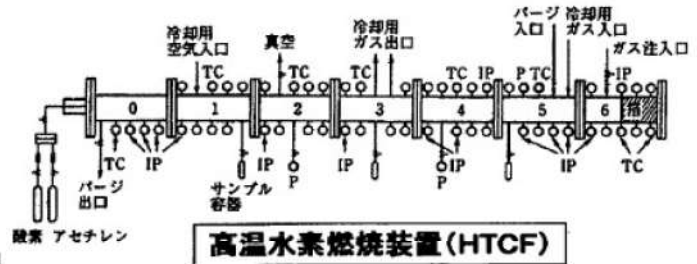 パージ 冷却用
入口 ガス入口
冷却用
空気入口
真空
冷却用
ガス出口
ガス注入口
TC TC TC TC IP P TC IP
0 1 2 3 4 5 6
TC IP IP IP IP IP TC
P P
パージ
出口
サンプル
容器
酸素 アセチレン
高温水素燃焼装置(HTCF)